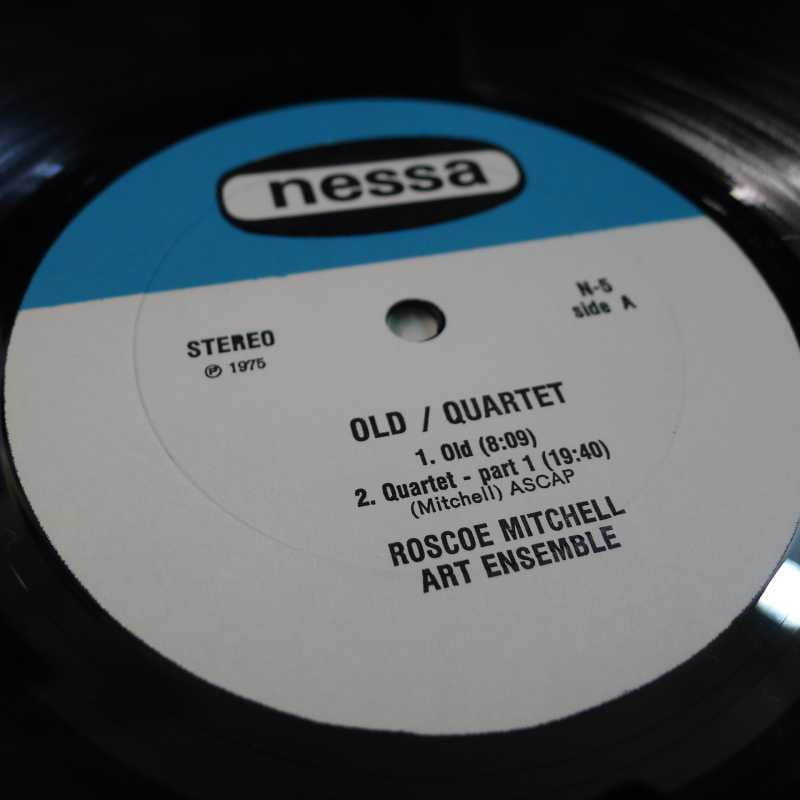 nessa
N-5
side A
STEREO
℗ 1975
OLD / QUARTET
1. Old (8:09)
2. Quartet - part 1 (19:40)
(Mitchell) ASCAP
ROSCOE MITCHELL
ART ENSEMBLE